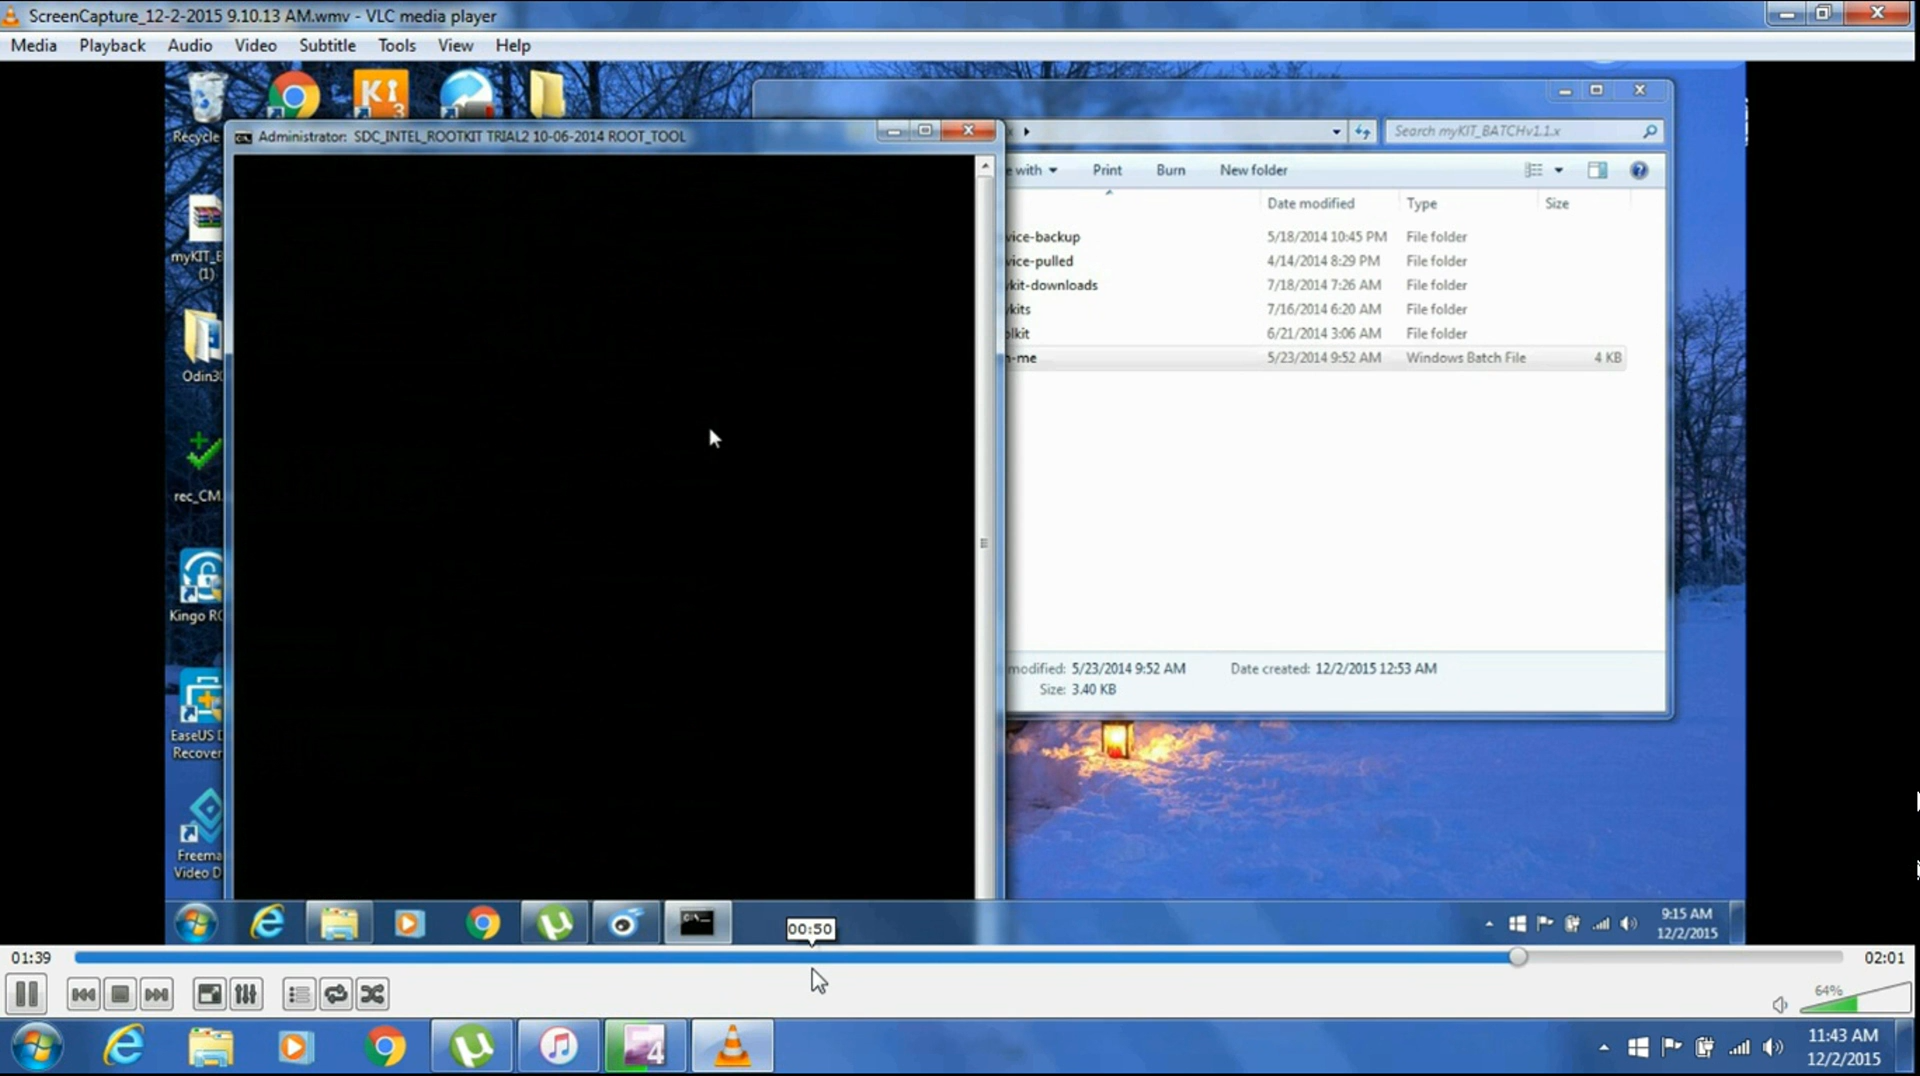 ScreenCapture_12-2-2015 9.10.13 AM.wmv - VLC media player
Media Playback Audio Video Subtitle Tools View Help
Recycle
Administrator: SDC_INTEL_ROOTKIT TRIAL2 10-06-2014 ROOT_TOOL
x
Search myKIT_BATCHv1.1.x
e with Print Burn New folder
Date modified Type Size
vice-backup 5/18/2014 10:45 PM File folder
vice-pulled 4/14/2014 8:29 PM File folder
kit-downloads 7/18/2014 7:26 AM File folder
kits 7/16/2014 6:20 AM File folder
olkit 6/21/2014 3:06 AM File folder
n-me 5/23/2014 9:52 AM Windows Batch File 4 KB
modified: 5/23/2014 9:52 AM Date created: 12/2/2015 12:53 AM
Size: 3.40 KB
KI
3
myKIT_B
(1)
Odin3
rec_CM
Kingo RO
EaseUS D
Recover
Freema
Video D
C:\._
9:15 AM
12/2/2015
00:50
01:39
02:01
64%
4
11:43 AM
12/2/2015